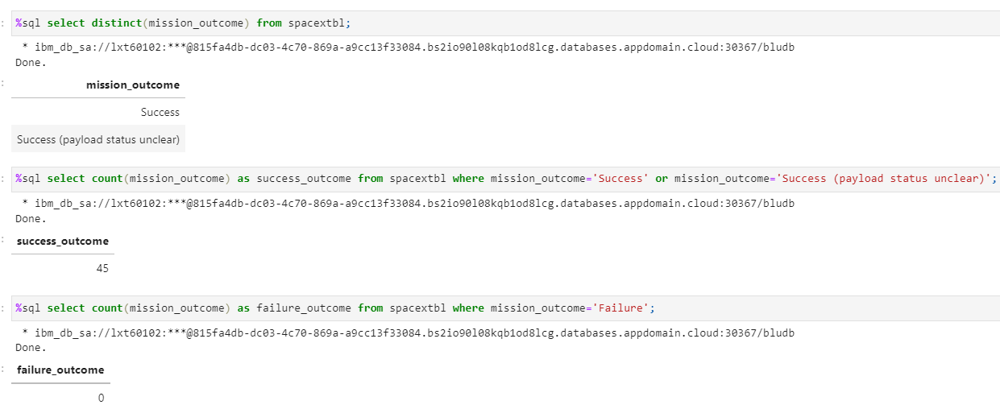 %sql select distinct(mission_outcome) from spacextbl;
* ibm_db_sa://lxt60102:***@815fa4db-dc03-4c70-869a-a9cc13f33084.bs2io90l08kqb1od8lcg.databases.appdomain.cloud:30367/bludb
Done.
mission_outcome
Success
Success (payload status unclear)
%sql select count(mission_outcome) as success_outcome from spacextbl where mission_outcome='Success' or mission_outcome='Success (payload status unclear)';
* ibm_db_sa://lxt60102:***@815fa4db-dc03-4c70-869a-a9cc13f33084.bs2io90l08kqb1od8lcg.databases.appdomain.cloud:30367/bludb
Done.
success_outcome
45
%sql select count(mission_outcome) as failure_outcome from spacextbl where mission_outcome='Failure';
* ibm_db_sa://lxt60102:***@815fa4db-dc03-4c70-869a-a9cc13f33084.bs2io90l08kqb1od8lcg.databases.appdomain.cloud:30367/bludb
Done.
failure_outcome
0